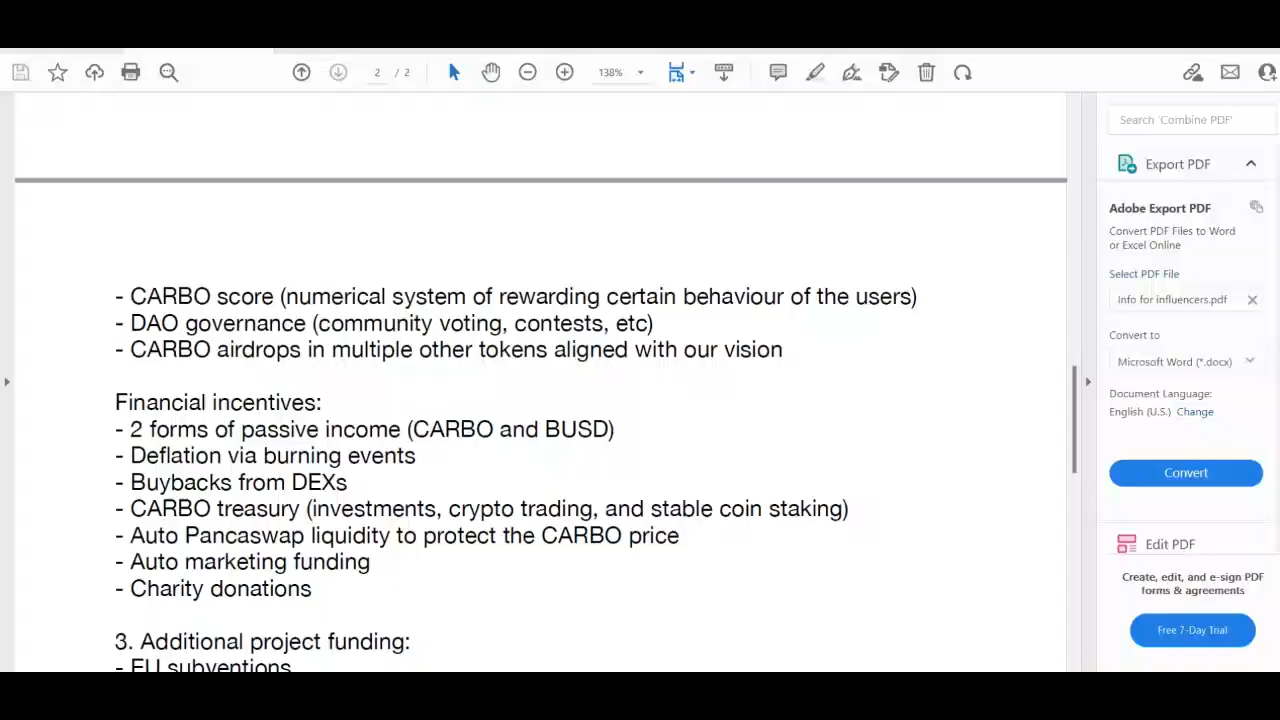 2 / 2
138%
Search 'Combine PDF'
Export PDF
Adobe Export PDF
Convert PDF Files to Word
or Excel Online
Select PDF File
Info for influencers.pdf
Convert to
Microsoft Word (*.docx)
Document Language:
English (U.S.) Change
Convert
Edit PDF
Create, edit, and e-sign PDF
forms & agreements
Free 7-Day Trial
- CARBO score (numerical system of rewarding certain behaviour of the users)
- DAO governance (community voting, contests, etc)
- CARBO airdrops in multiple other tokens aligned with our vision
Financial incentives:
- 2 forms of passive income (CARBO and BUSD)
- Deflation via burning events
- Buybacks from DEXs
- CARBO treasury (investments, crypto trading, and stable coin staking)
- Auto Pancaswap liquidity to protect the CARBO price
- Auto marketing funding
- Charity donations
3. Additional project funding:
- EU subventions